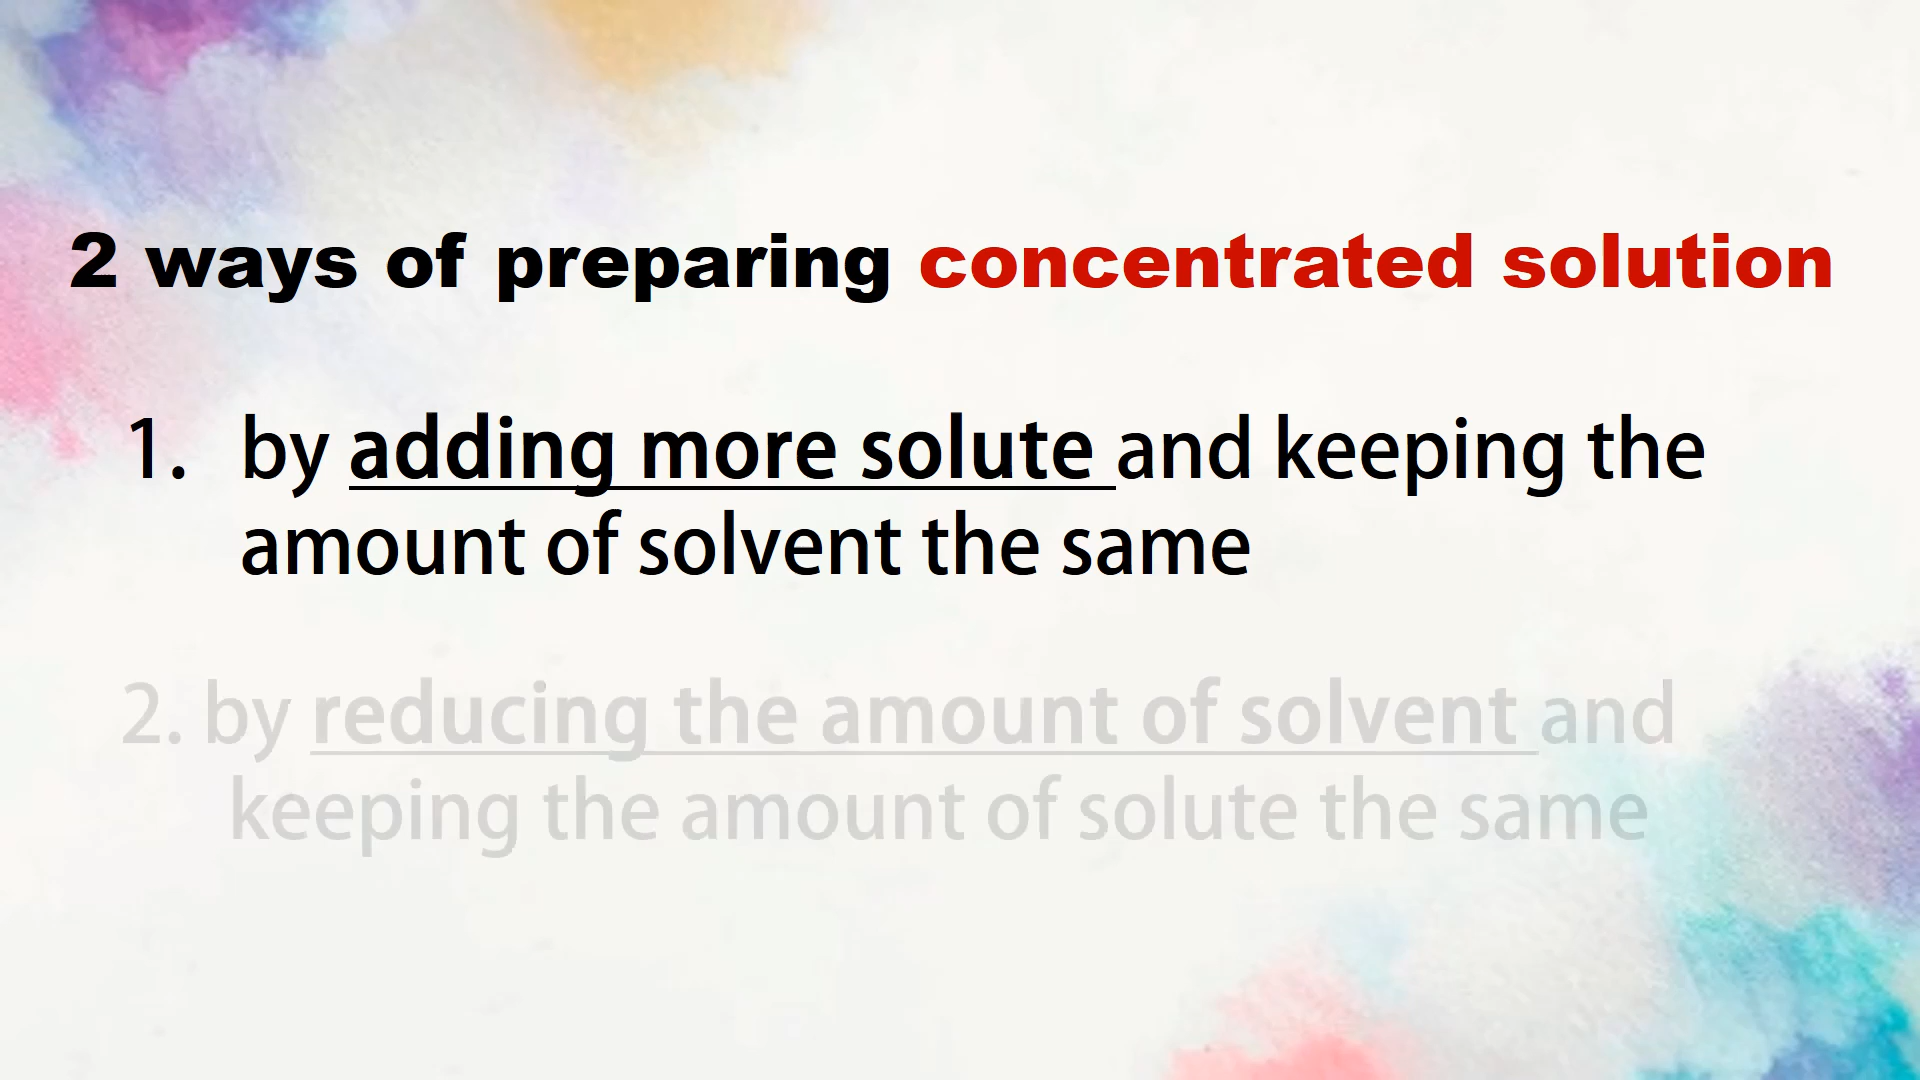 2 ways of preparing concentrated solution
1. by adding more solute and keeping the
amount of solvent the same
2. by reducing the amount of solvent and
keeping the amount of solute the same